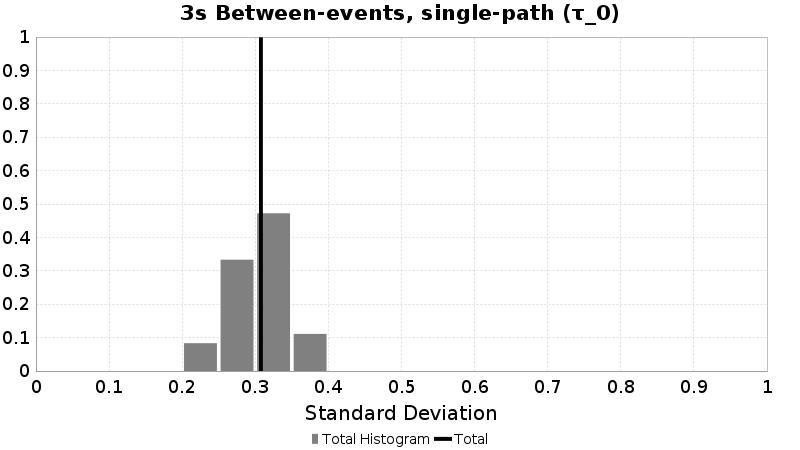 3s Between-events, single-path (τ_0)
1
0.9
0.8
0.7
0.6
0.5
0.4
0.3
0.2
0.1
0
0 0.1 0.2 0.3 0.4 0.5 0.6 0.7 0.8 0.9 1
Standard Deviation
Total Histogram Total